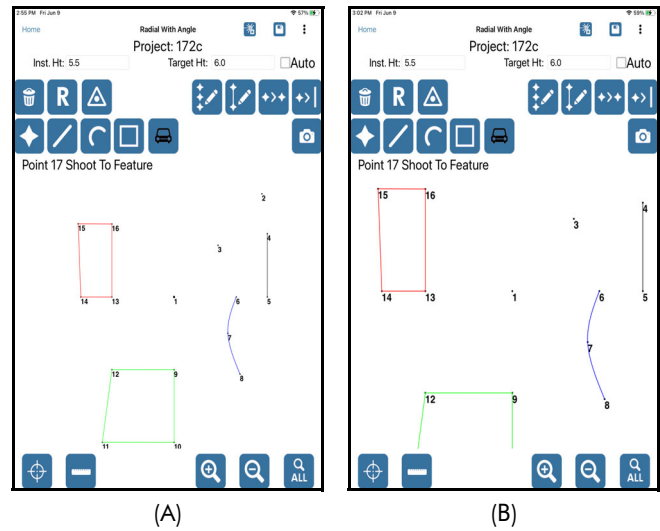 2:55 PM Fri Jun 9 57%
Home Radial With Angle
Project: 172c
Inst. Ht: 5.5 Target Ht: 6.0 Auto
R
Point 17 Shoot To Feature
2
15 16 4
3
14 13 1 6 5
7
12 9 8
11 10
ALL
(A)
3:02 PM Fri Jun 9 59%
Home Radial With Angle
Project: 172c
Inst. Ht: 5.5 Target Ht: 6.0 Auto
R
Point 17 Shoot To Feature
15 16 4
3
14 13 1 6 5
7
12 9 8
ALL
(B)